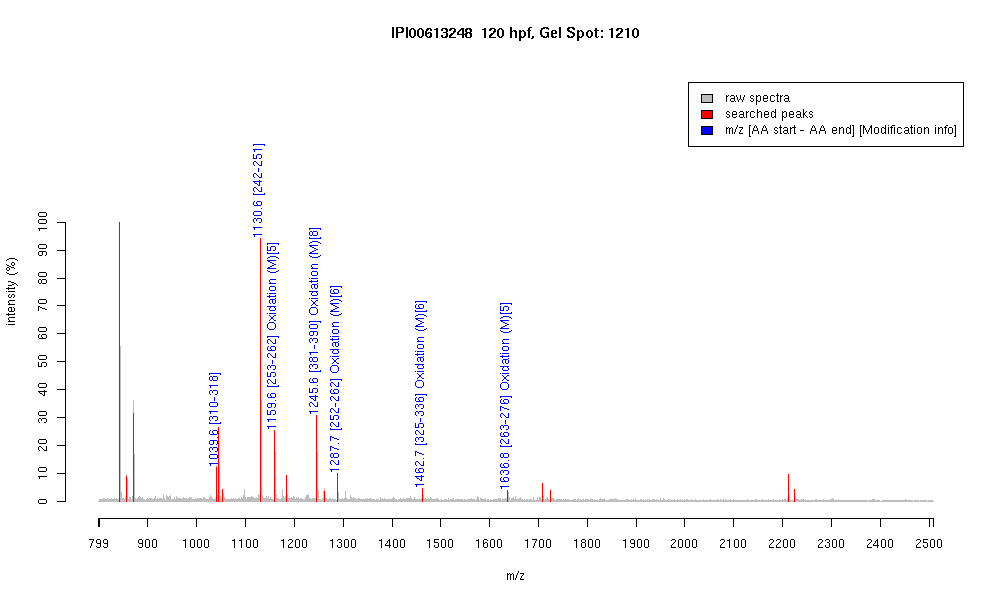 IPI00613248 120 hpf, Gel Spot: 1210
raw spectra
searched peaks
m/z [AA start - AA end] [Modification info]
intensity (%)
100
90
80
70
60
50
40
30
20
10
0
1039.6 [310-318]
1130.6 [242-251]
1159.6 [253-262] Oxidation (M)[5]
1245.6 [381-390] Oxidation (M)[8]
1287.7 [252-262] Oxidation (M)[6]
1462.7 [325-336] Oxidation (M)[6]
1636.8 [263-276] Oxidation (M)[5]
799 900 1000 1100 1200 1300 1400 1500 1600 1700 1800 1900 2000 2100 2200 2300 2400 2500
m/z